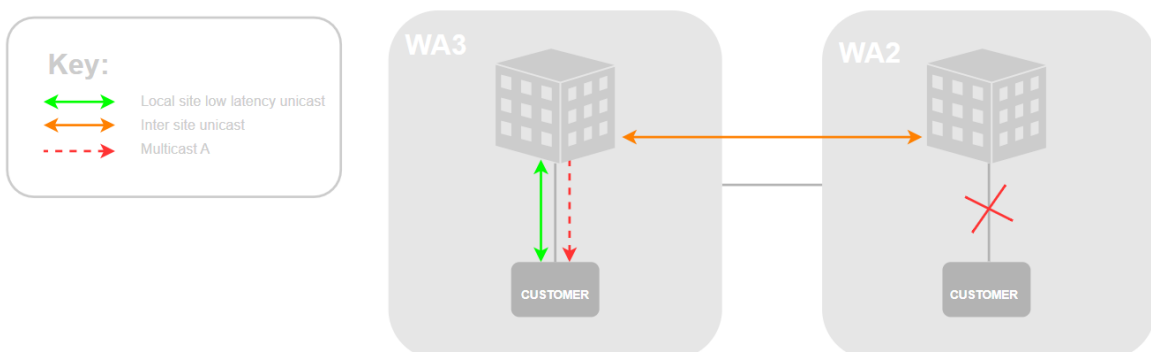 Key:
Local site low latency unicast
Inter site unicast
Multicast A
WA3
WA2
CUSTOMER
CUSTOMER